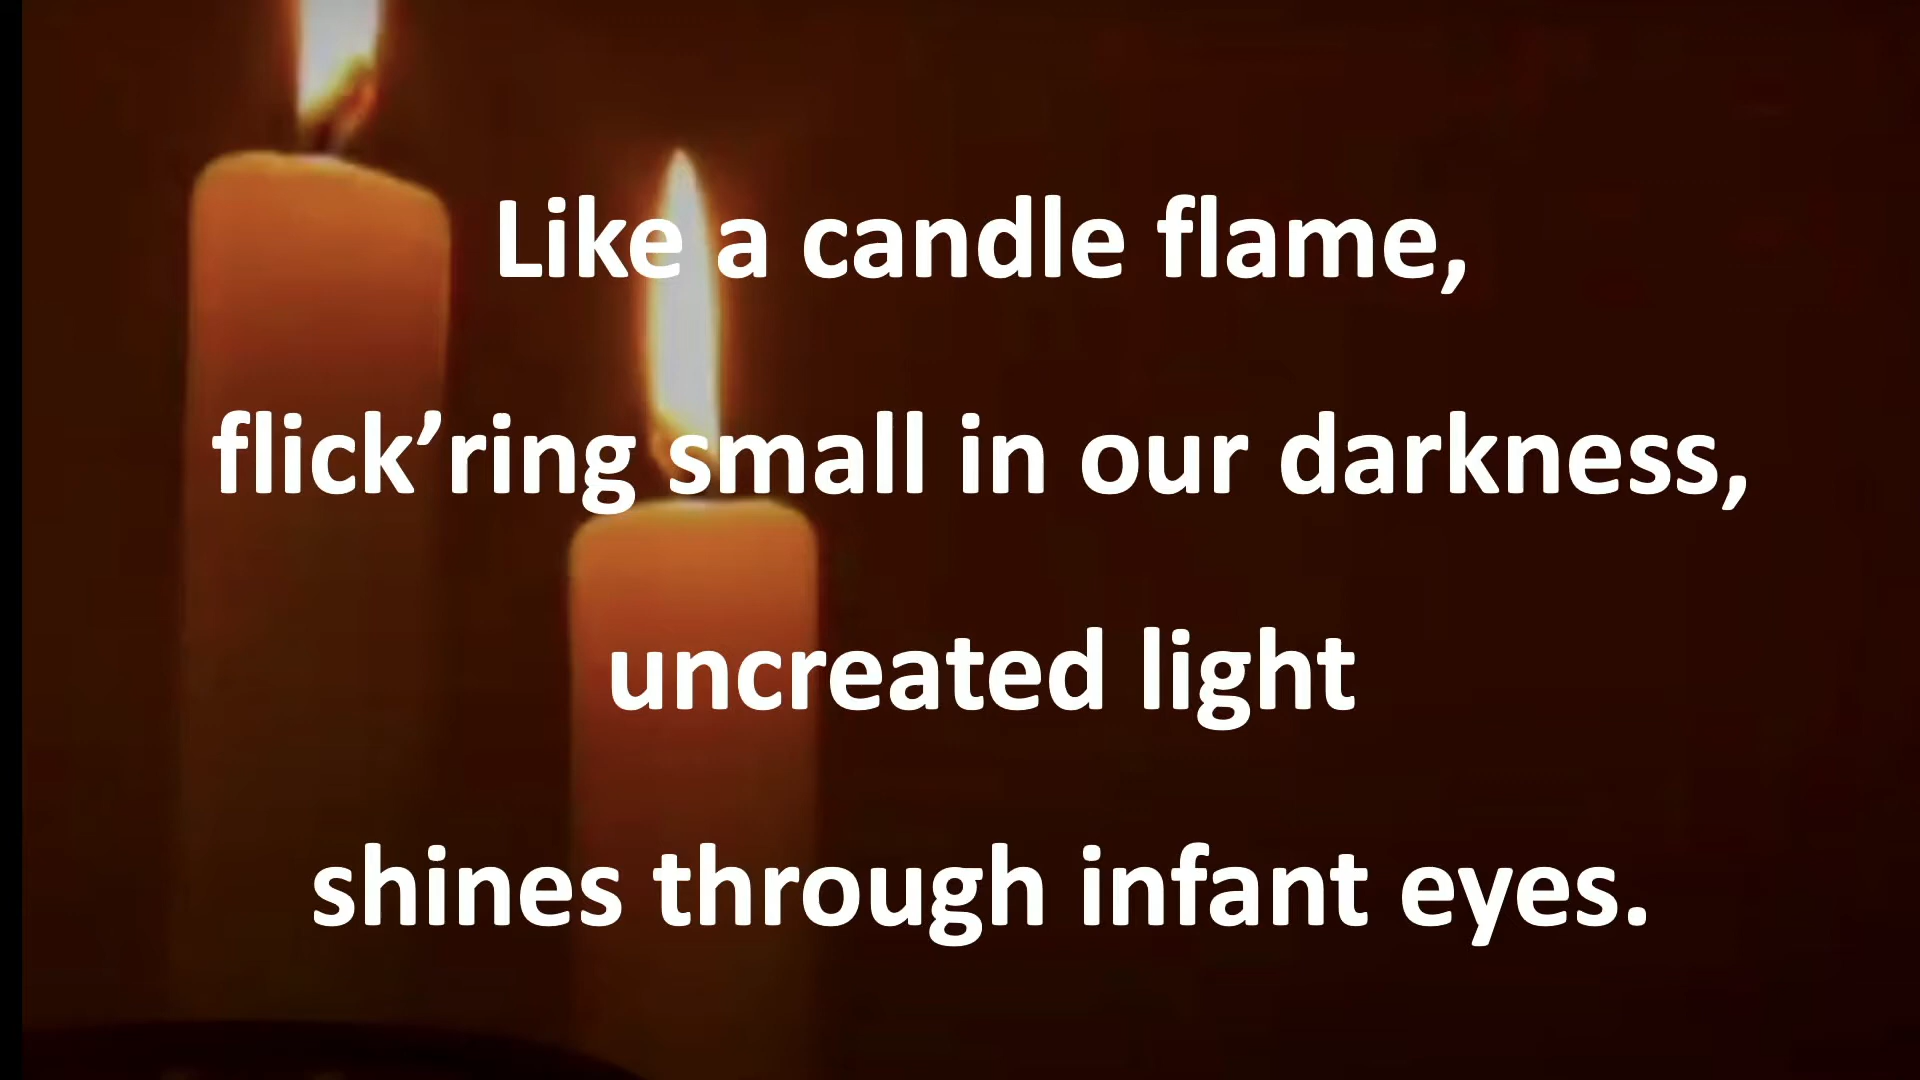 Like a candle flame,
flick’ring small in our darkness,
uncreated light
shines through infant eyes.